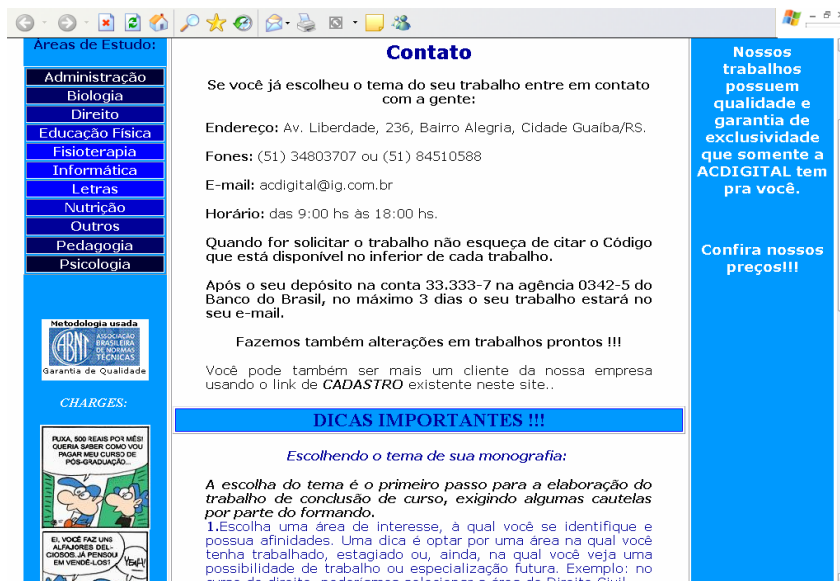 Áreas de Estudo:
Administração
Biologia
Direito
Educação Física
Fisioterapia
Informática
Letras
Nutrição
Outros
Pedagogia
Psicologia
Metodologia usada
ABNT
ASSOCIAÇÃO
BRASILEIRA
DE NORMAS
TÉCNICAS
Garantia de Qualidade
CHARGES:
PUXA, 500 REAIS POR MÊS!
QUERIA SABER COMO VOU
PAGAR MEU CURSO DE
PÓS-GRADUAÇÃO...
EI, VOCÊ FAZ UNS
ALFAJORES DEL-
CIOSOS. JÁ PENSOU
EM VENDÊ-LOS?
Contato
Se você já escolheu o tema do seu trabalho entre em contato
com a gente:
Endereço: Av. Liberdade, 236, Bairro Alegria, Cidade Guaíba/RS.
Fones: (51) 34803707 ou (51) 84510588
E-mail: acdigital@ig.com.br
Horário: das 9:00 hs às 18:00 hs.
Quando for solicitar o trabalho não esqueça de citar o Código
que está disponível no inferior de cada trabalho.
Após o seu depósito na conta 33.333-7 na agência 0342-5 do
Banco do Brasil, no máximo 3 dias o seu trabalho estará no
seu e-mail.
Fazemos também alterações em trabalhos prontos !!!
Você pode também ser mais um cliente da nossa empresa
usando o link de CADASTRO existente neste site..
DICAS IMPORTANTES !!!
Escolhendo o tema de sua monografia:
A escolha do tema é o primeiro passo para a elaboração do
trabalho de conclusão de curso, exigindo algumas cautelas
por parte do formando.
1.Escolha uma área de interesse, à qual você se identifique e
possua afinidades. Uma dica é optar por uma área na qual você
tenha trabalhado, estagiado ou, ainda, na qual você veja uma
possibilidade de trabalho ou especialização futura. Exemplo: no
curso de direito, poderíamos selecionar a área do Direito Civil.
Nossos
trabalhos
possuem
qualidade e
garantia de
exclusividade
que somente a
ACDIGITAL tem
pra você.
Confira nossos
preços!!!